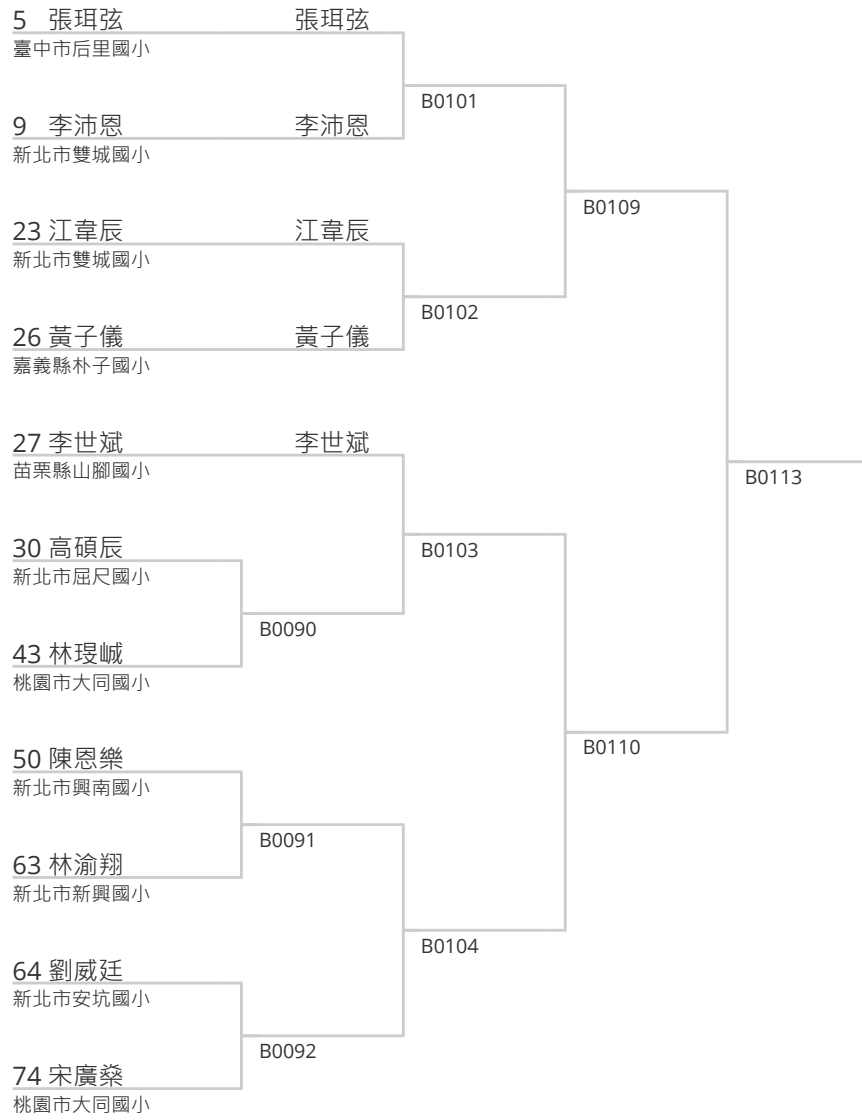 5 張珥弦 張珥弦
臺中市后里國小
B0101
9 李沛恩 李沛恩
新北市雙城國小
B0109
23 江韋辰 江韋辰
新北市雙城國小
B0102
26 黃子儀 黃子儀
嘉義縣朴子國小
27 李世斌 李世斌
苗栗縣山腳國小
B0113
B0103
30 高碩辰
新北市屈尺國小
B0090
43 林琝峸
桃園市大同國小
50 陳恩樂
B0110
新北市興南國小
B0091
63 林渝翔
新北市新興國小
B0104
64 劉威廷
新北市安坑國小
B0092
74 宋廣燊
桃園市大同國小